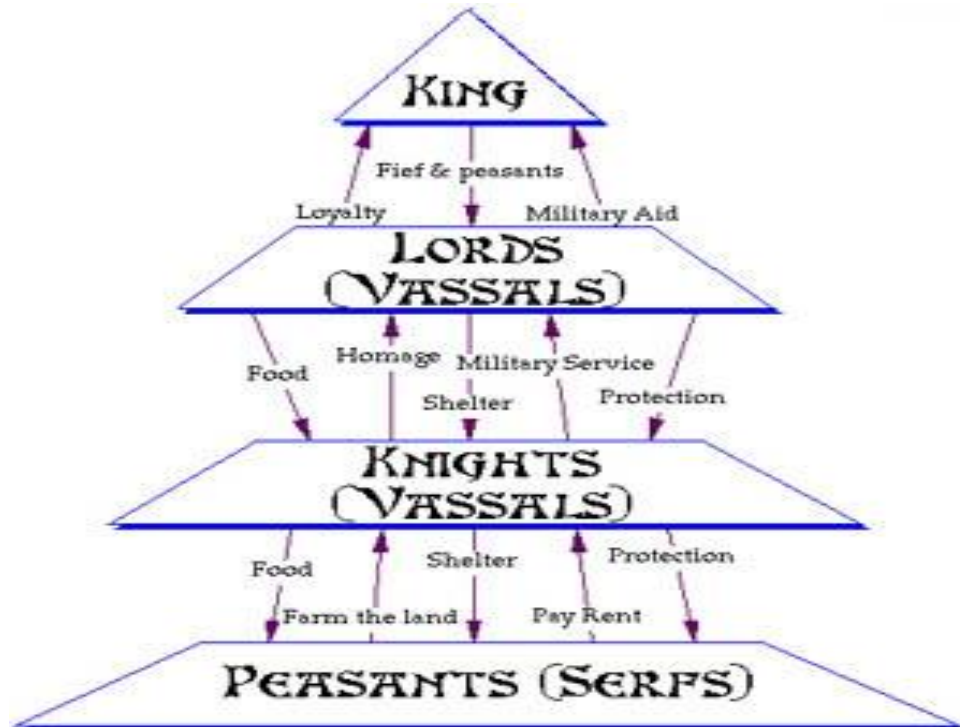 KING
Fief & peasants
Loyalty
Military Aid
LORDS
(VASSALS)
Homage
Military Service
Food
Shelter
Protection
KNIGHTS
(VASSALS)
Food
Shelter
Protection
Farm the land
Pay Rent
PEASANTS (SERFS)